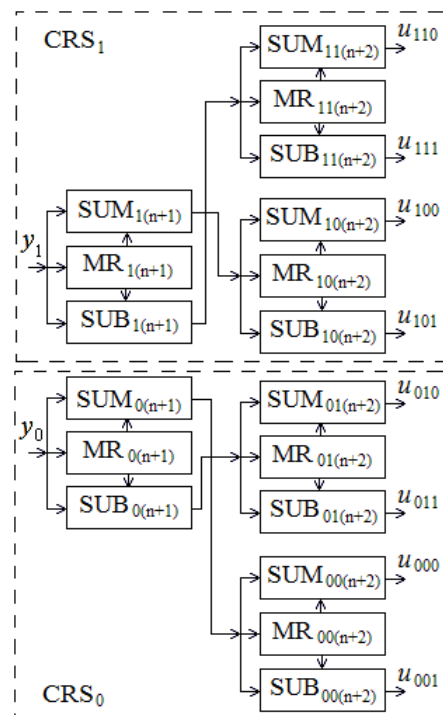 CRS₁
SUM₁₁₍ₙ₊₂₎ u₁₁₀
MR₁₁₍ₙ₊₂₎
SUB₁₁₍ₙ₊₂₎ u₁₁₁
SUM₁₍ₙ₊₁₎ SUM₁₀₍ₙ₊₂₎ u₁₀₀
y₁ MR₁₍ₙ₊₁₎ MR₁₀₍ₙ₊₂₎
SUB₁₍ₙ₊₁₎ SUB₁₀₍ₙ₊₂₎ u₁₀₁
SUM₀₍ₙ₊₁₎ SUM₀₁₍ₙ₊₂₎ u₀₁₀
y₀ MR₀₍ₙ₊₁₎ MR₀₁₍ₙ₊₂₎
SUB₀₍ₙ₊₁₎ SUB₀₁₍ₙ₊₂₎ u₀₁₁
SUM₀₀₍ₙ₊₂₎ u₀₀₀
MR₀₀₍ₙ₊₂₎
CRS₀ SUB₀₀₍ₙ₊₂₎ u₀₀₁